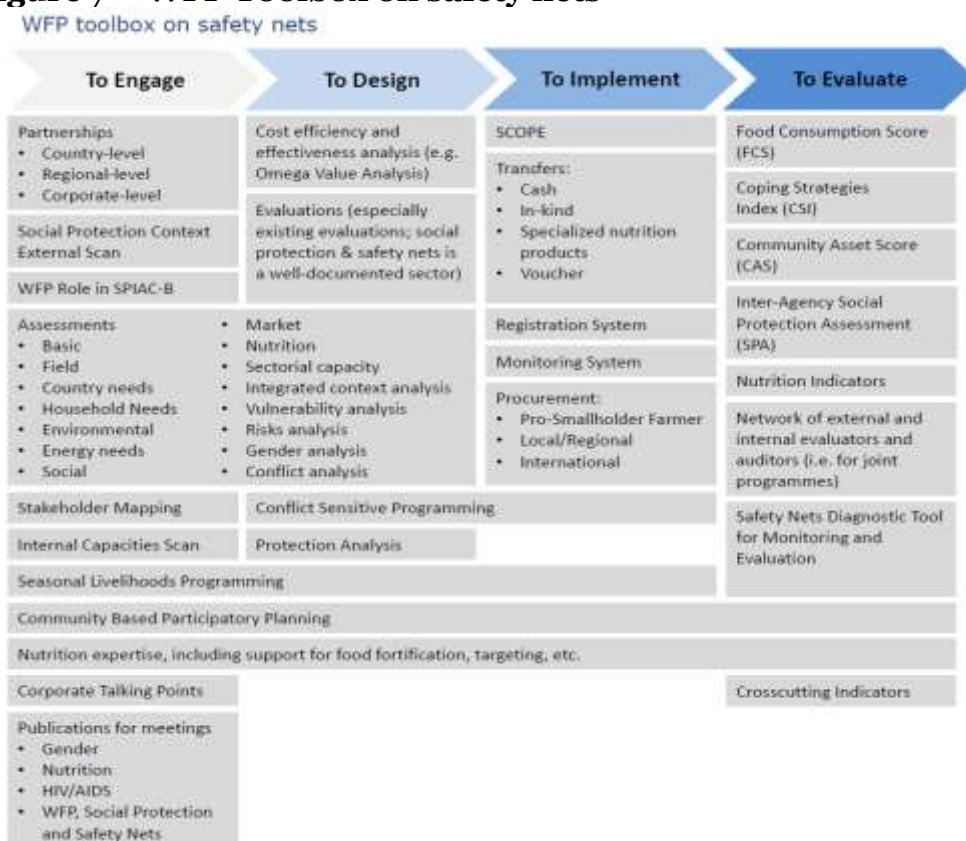 WFP toolbox on safety nets
To Engage
To Design
To Implement
To Evaluate
Partnerships
• Country-level
• Regional-level
• Corporate-level
Social Protection Context
External Scan
WFP Role in SPIAC-B
Cost efficiency and
effectiveness analysis (e.g.
Omega Value Analysis)
Evaluations (especially
existing evaluations; social
protection & safety nets is
a well-documented sector)
Assessments
• Basic
• Field
• Country needs
• Household Needs
• Environmental
• Energy needs
• Social
• Market
• Nutrition
• Sectorial capacity
• Integrated context analysis
• Vulnerability analysis
• Risks analysis
• Gender analysis
• Conflict analysis
SCOPE
Transfers:
• Cash
• In-kind
• Specialized nutrition
products
• Voucher
Registration System
Monitoring System
Procurement:
• Pro-Smallholder Farmer
• Local/Regional
• International
Food Consumption Score
(FCS)
Coping Strategies
Index (CSI)
Community Asset Score
(CAS)
Inter-Agency Social
Protection Assessment
(SPA)
Nutrition Indicators
Network of external and
internal evaluators and
auditors (i.e. for joint
programmes)
Safety Nets Diagnostic Tool
for Monitoring and
Evaluation
Stakeholder Mapping
Conflict Sensitive Programming
Internal Capacities Scan
Protection Analysis
Seasonal Livelihoods Programming
Community Based Participatory Planning
Nutrition expertise, including support for food fortification, targeting, etc.
Corporate Talking Points
Crosscutting Indicators
Publications for meetings
• Gender
• Nutrition
• HIV/AIDS
• WFP, Social Protection
and Safety Nets